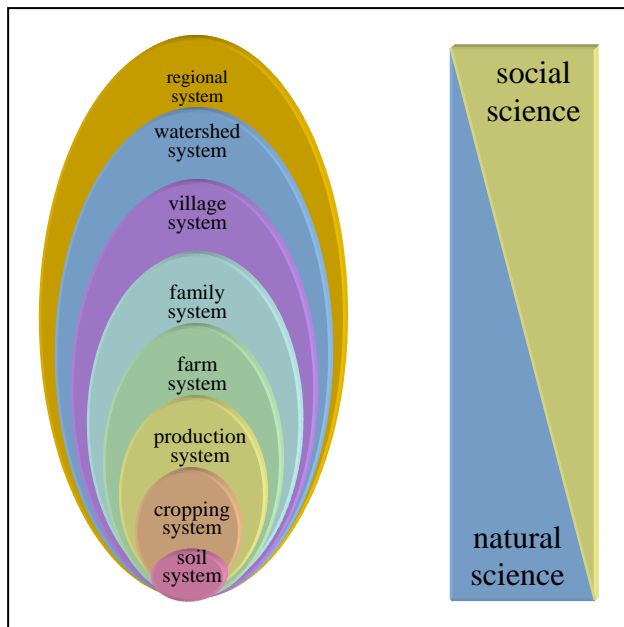 regional
system
watershed
system
village
system
family
system
farm
system
production
system
cropping
system
soil
system
social
science
natural
science